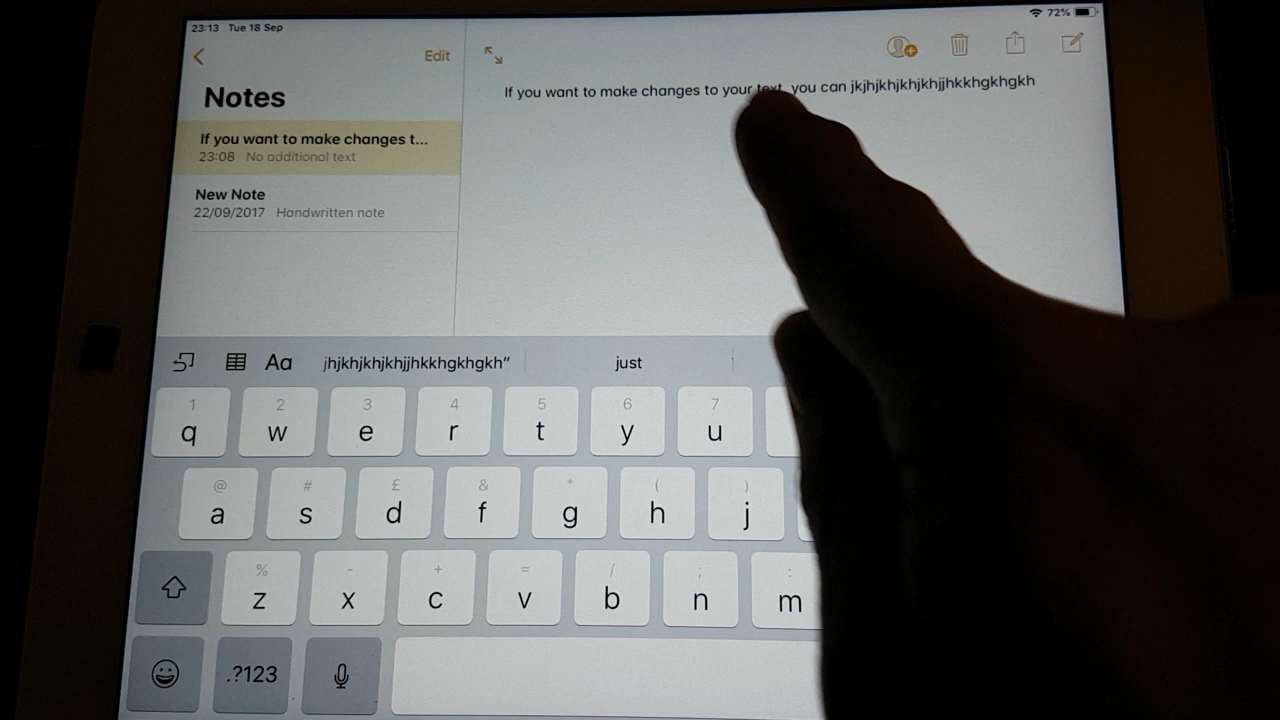 23:13 Tue 18 Sep
72%
Edit
Notes
If you want to make changes t...
23:08 No additional text
New Note
22/09/2017 Handwritten note
If you want to make changes to your text, you can jkjhjkhjkhjkhjjhkkhgkhgkh
Aa jhjkhjkhjkhjjhkkhgkhgkh" just
1 2 3 4 5 6 7
q w e r t y u
@ # £ & * ( )
a s d f g h j
% - + = / ; :
z x c v b n m
.?123